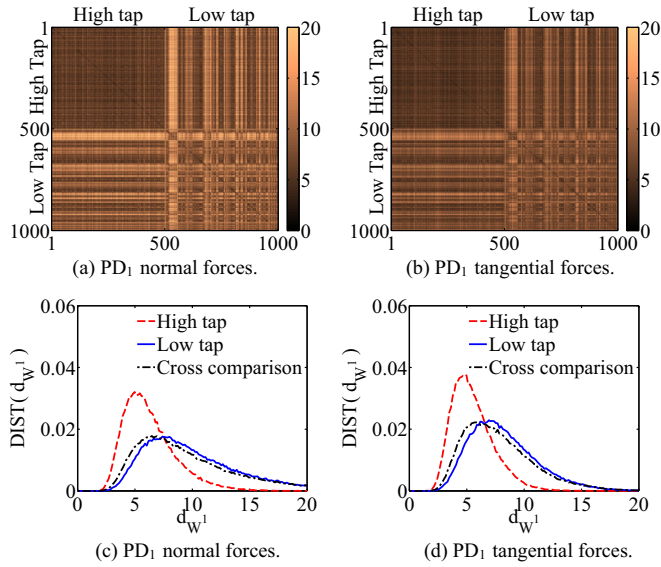 High tap Low tap
1
High Tap
500
Low Tap
1000
1 500 1000
20
15
10
5
0
(a) PD₁ normal forces.
High tap Low tap
1
High Tap
500
Low Tap
1000
1 500 1000
20
15
10
5
0
(b) PD₁ tangential forces.
0.06
0.04
0.02
0
DIST( d_W¹ )
High tap
Low tap
Cross comparison
0 5 10 15 20
d_W¹
(c) PD₁ normal forces.
0.06
0.04
0.02
0
DIST( d_W¹ )
High tap
Low tap
Cross comparison
0 5 10 15 20
d_W¹
(d) PD₁ tangential forces.